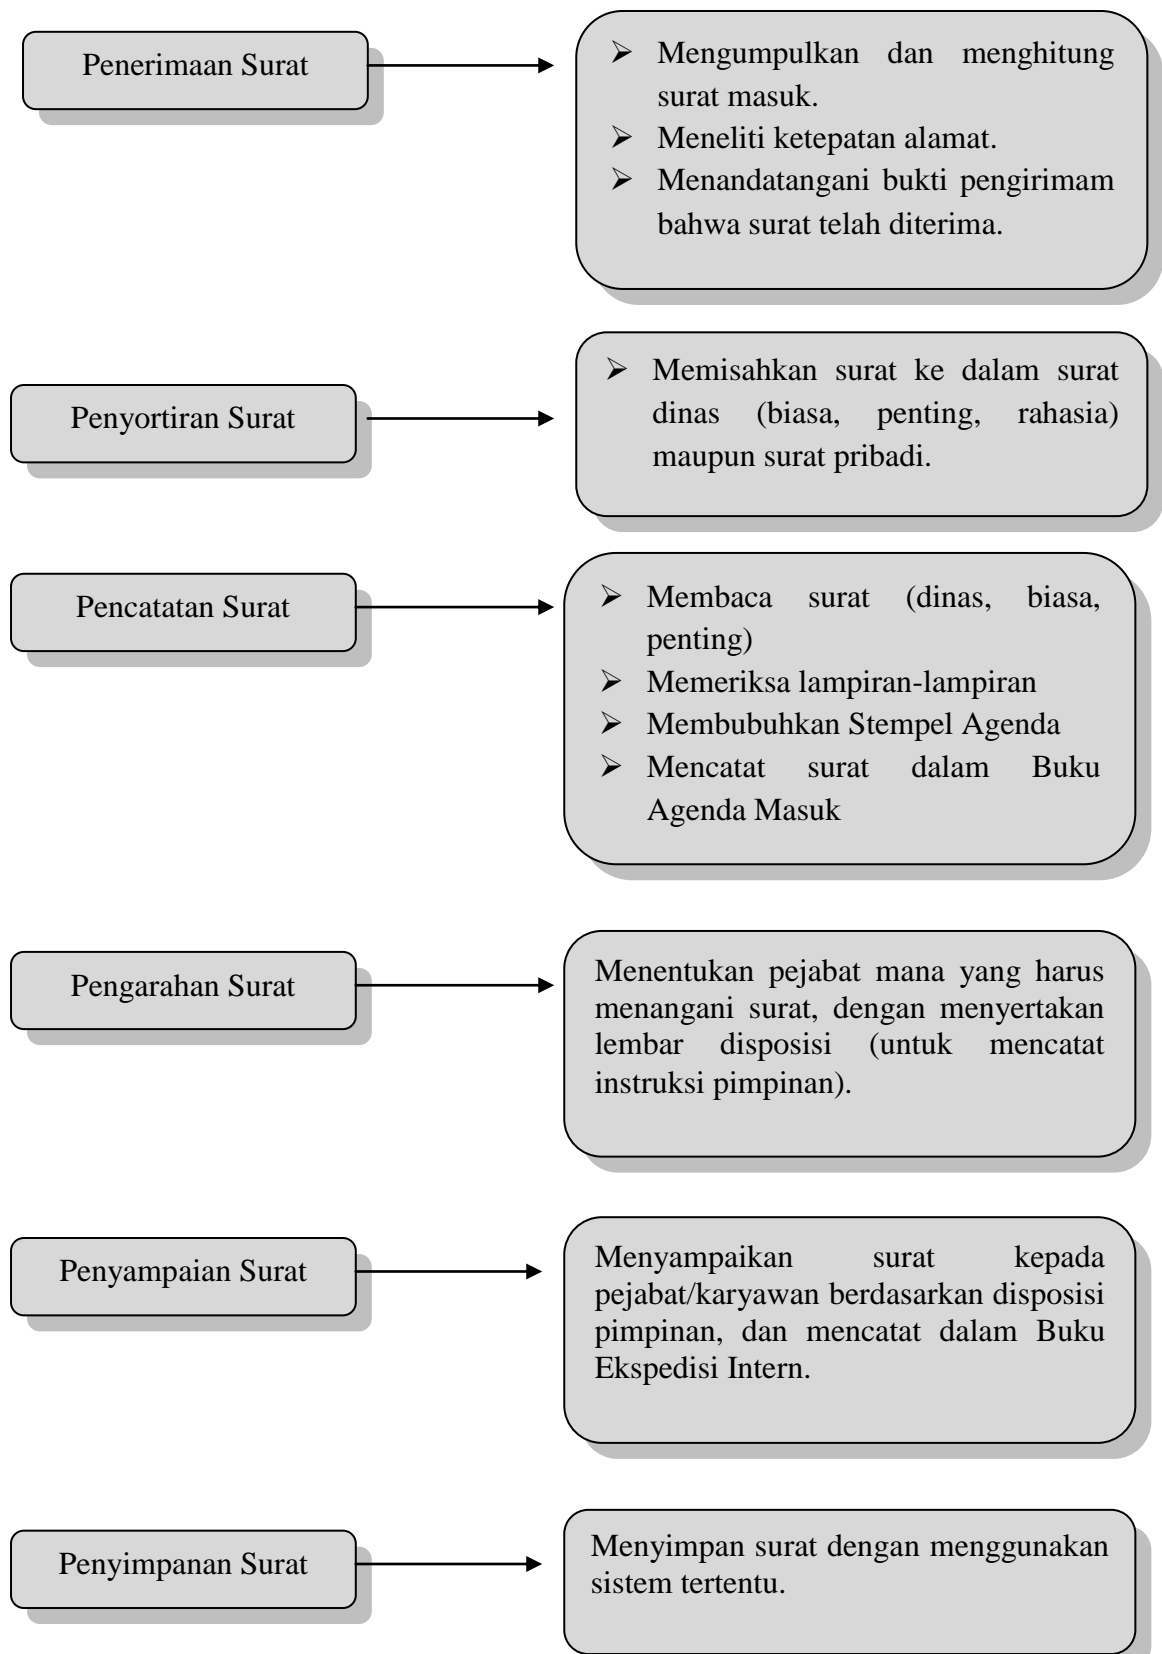 Penerimaan Surat
➢ Mengumpulkan dan menghitung
surat masuk.
➢ Meneliti ketepatan alamat.
➢ Menandatangani bukti pengirimam
bahwa surat telah diterima.
Penyortiran Surat
➢ Memisahkan surat ke dalam surat
dinas (biasa, penting, rahasia)
maupun surat pribadi.
Pencatatan Surat
➢ Membaca surat (dinas, biasa,
penting)
➢ Memeriksa lampiran-lampiran
➢ Membubuhkan Stempel Agenda
➢ Mencatat surat dalam Buku
Agenda Masuk
Pengarahan Surat
Menentukan pejabat mana yang harus
menangani surat, dengan menyertakan
lembar disposisi (untuk mencatat
instruksi pimpinan).
Penyampaian Surat
Menyampaikan surat kepada
pejabat/karyawan berdasarkan disposisi
pimpinan, dan mencatat dalam Buku
Ekspedisi Intern.
Penyimpanan Surat
Menyimpan surat dengan menggunakan
sistem tertentu.